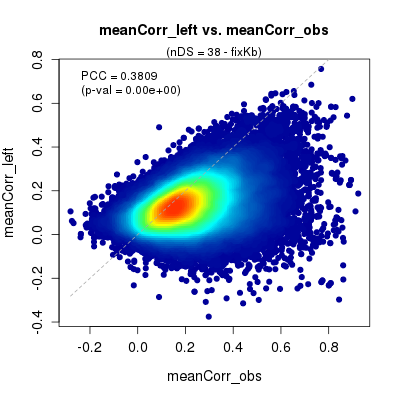 meanCorr_left vs. meanCorr_obs
(nDS = 38 - fixKb)
PCC = 0.3809
(p-val = 0.00e+00)
0.8
0.6
0.4
0.2
0.0
-0.2
-0.4
meanCorr_left
-0.2 0.0 0.2 0.4 0.6 0.8
meanCorr_obs